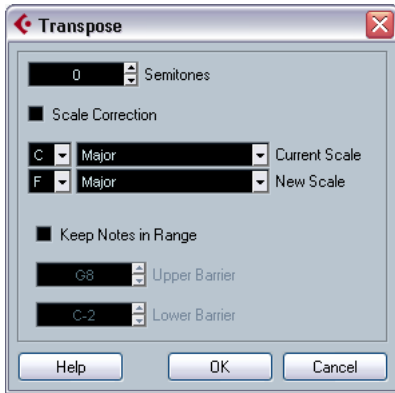 Transpose
0 Semitones
Scale Correction
C Major Current Scale
F Major New Scale
Keep Notes in Range
G8 Upper Barrier
C-2 Lower Barrier
Help OK Cancel